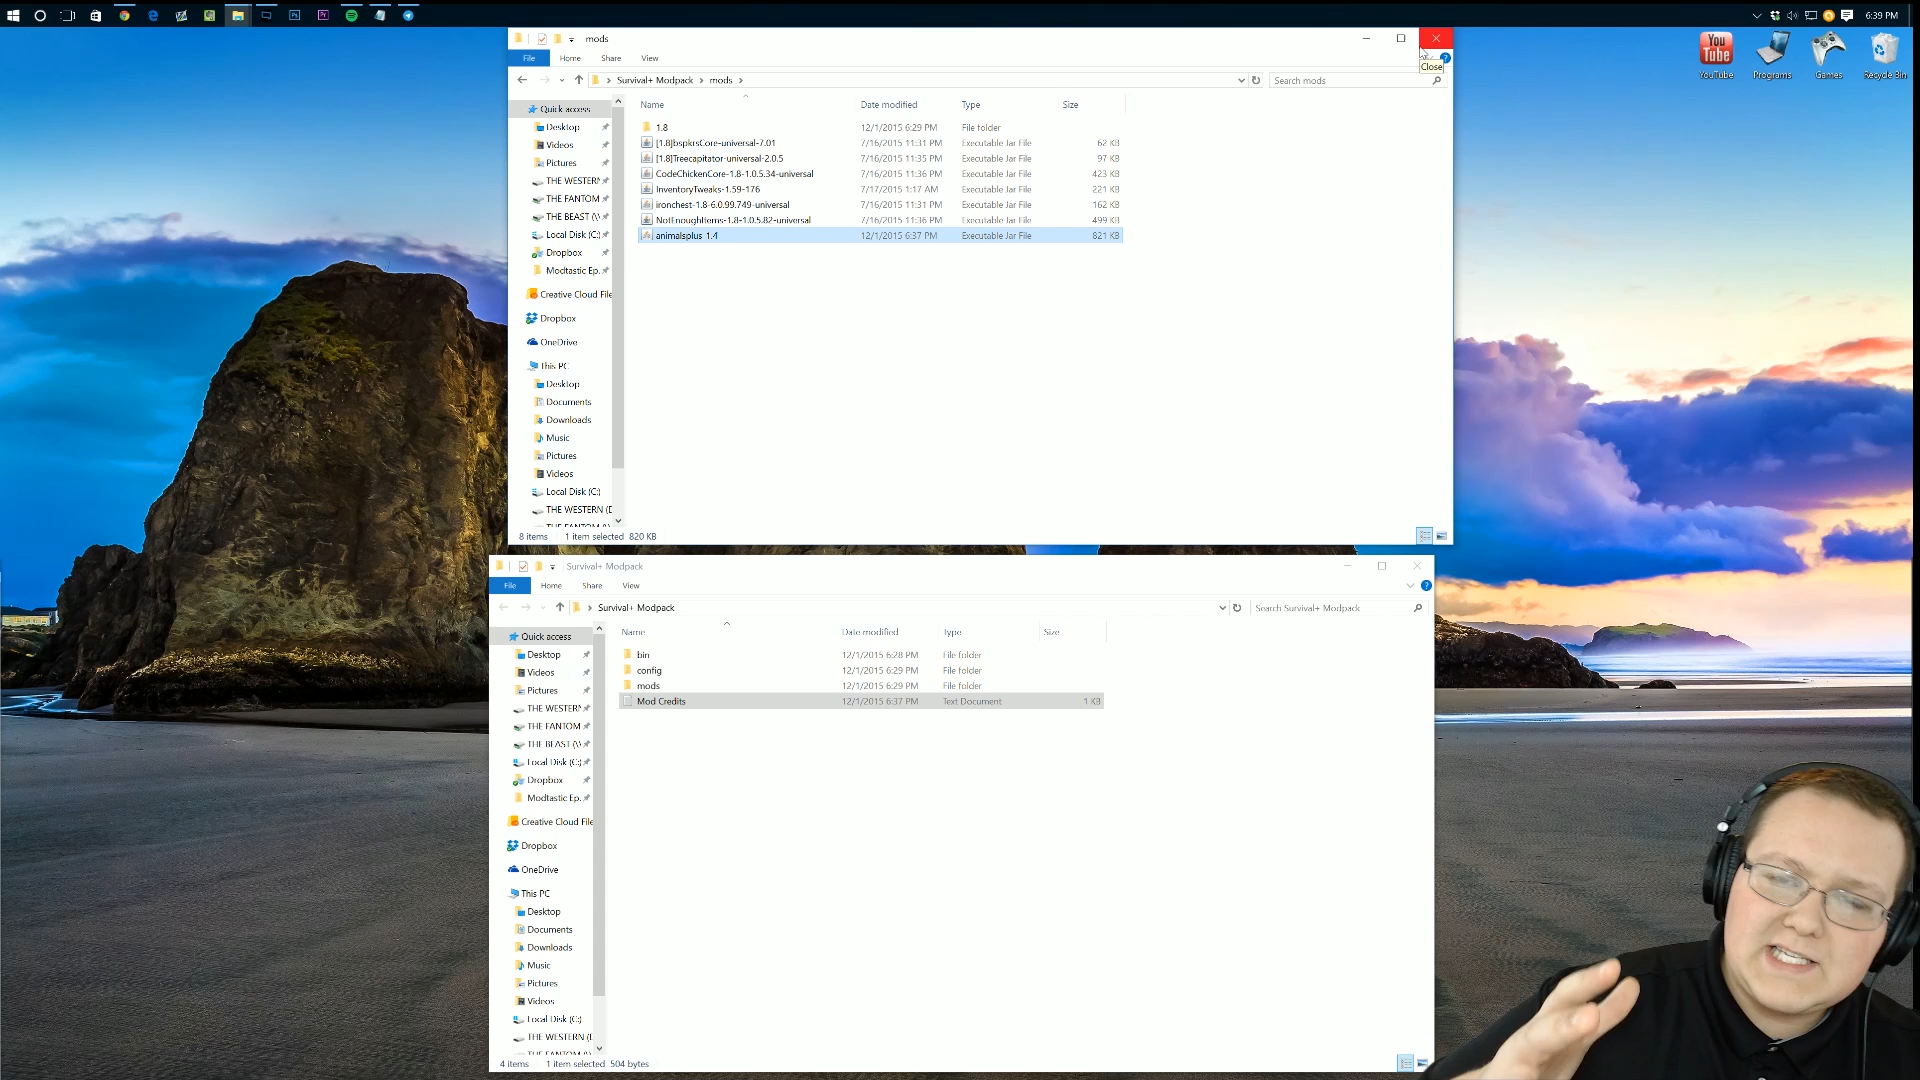 6:39 PM
YouTube
Programs
Games
Recycle Bin
mods
Close
File Home Share View
Survival+ Modpack mods
Search mods
Name Date modified Type Size
1.8 12/1/2015 6:29 PM File folder
[1.8]bspkrsCore-universal-7.01 7/16/2015 11:31 PM Executable Jar File 62 KB
[1.8]Treecapitator-universal-2.0.5 7/16/2015 11:35 PM Executable Jar File 97 KB
CodeChickenCore-1.8-1.0.5.34-universal 7/16/2015 11:36 PM Executable Jar File 423 KB
InventoryTweaks-1.59-176 7/17/2015 1:17 AM Executable Jar File 221 KB
ironchest-1.8-6.0.99.749-universal 7/16/2015 11:31 PM Executable Jar File 162 KB
NotEnoughItems-1.8-1.0.5.82-universal 7/16/2015 11:36 PM Executable Jar File 499 KB
animalsplus-1.4 12/1/2015 6:37 PM Executable Jar File 821 KB
Quick access
Desktop
Videos
Pictures
THE WESTERN
THE FANTOM
THE BEAST (\\
Local Disk (C:)
Dropbox
Modtastic Ep.
Creative Cloud File
Dropbox
OneDrive
This PC
Desktop
Documents
Downloads
Music
Pictures
Videos
Local Disk (C:)
THE WESTERN (D
THE FANTOM (\\
8 items 1 item selected 820 KB
Survival+ Modpack
File Home Share View
Survival+ Modpack
Search Survival+ Modpack
Name Date modified Type Size
bin 12/1/2015 6:28 PM File folder
config 12/1/2015 6:29 PM File folder
mods 12/1/2015 6:29 PM File folder
Mod Credits 12/1/2015 6:37 PM Text Document 1 KB
Quick access
Desktop
Videos
Pictures
THE WESTERN
THE FANTOM
THE BEAST (\\
Local Disk (C:)
Dropbox
Modtastic Ep.
Creative Cloud File
Dropbox
OneDrive
This PC
Desktop
Documents
Downloads
Music
Pictures
Videos
Local Disk (C:)
THE WESTERN (D
THE FANTOM (\\
4 items 1 item selected 504 bytes